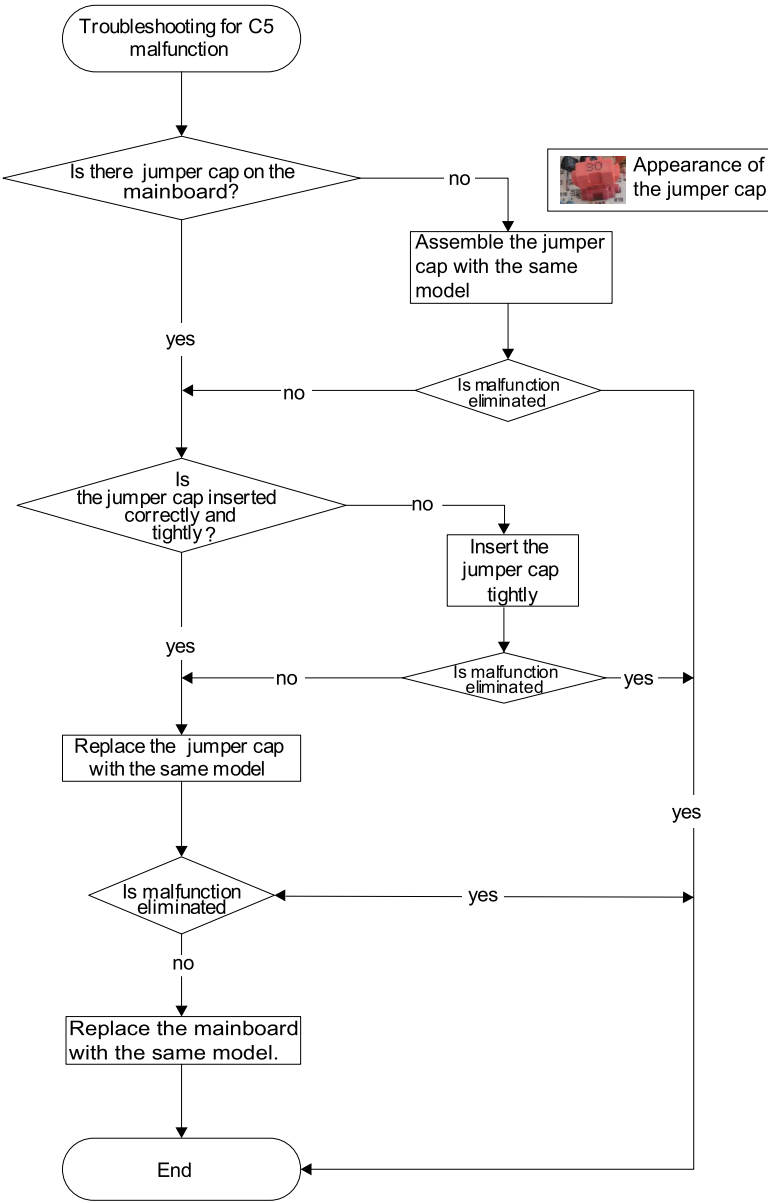 Troubleshooting for C5
malfunction
Is there jumper cap on the
mainboard?
no
30
Appearance of
the jumper cap
Assemble the jumper
cap with the same
model
yes
Is malfunction
eliminated
no
Is
the jumper cap inserted
correctly and
tightly?
no
Insert the
jumper cap
tightly
yes
Is malfunction
eliminated
no
yes
Replace the jumper cap
with the same model
yes
Is malfunction
eliminated
yes
no
Replace the mainboard
with the same model.
End